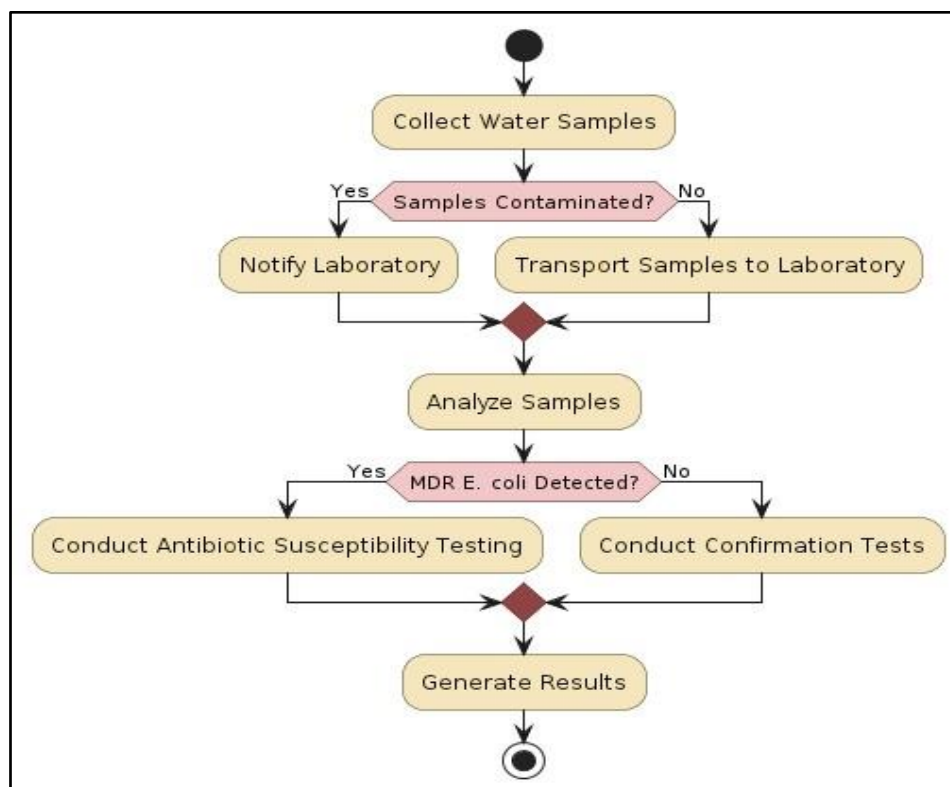 Collect Water Samples
Yes
Samples Contaminated?
No
Notify Laboratory
Transport Samples to Laboratory
Analyze Samples
Yes
MDR E. coli Detected?
No
Conduct Antibiotic Susceptibility Testing
Conduct Confirmation Tests
Generate Results